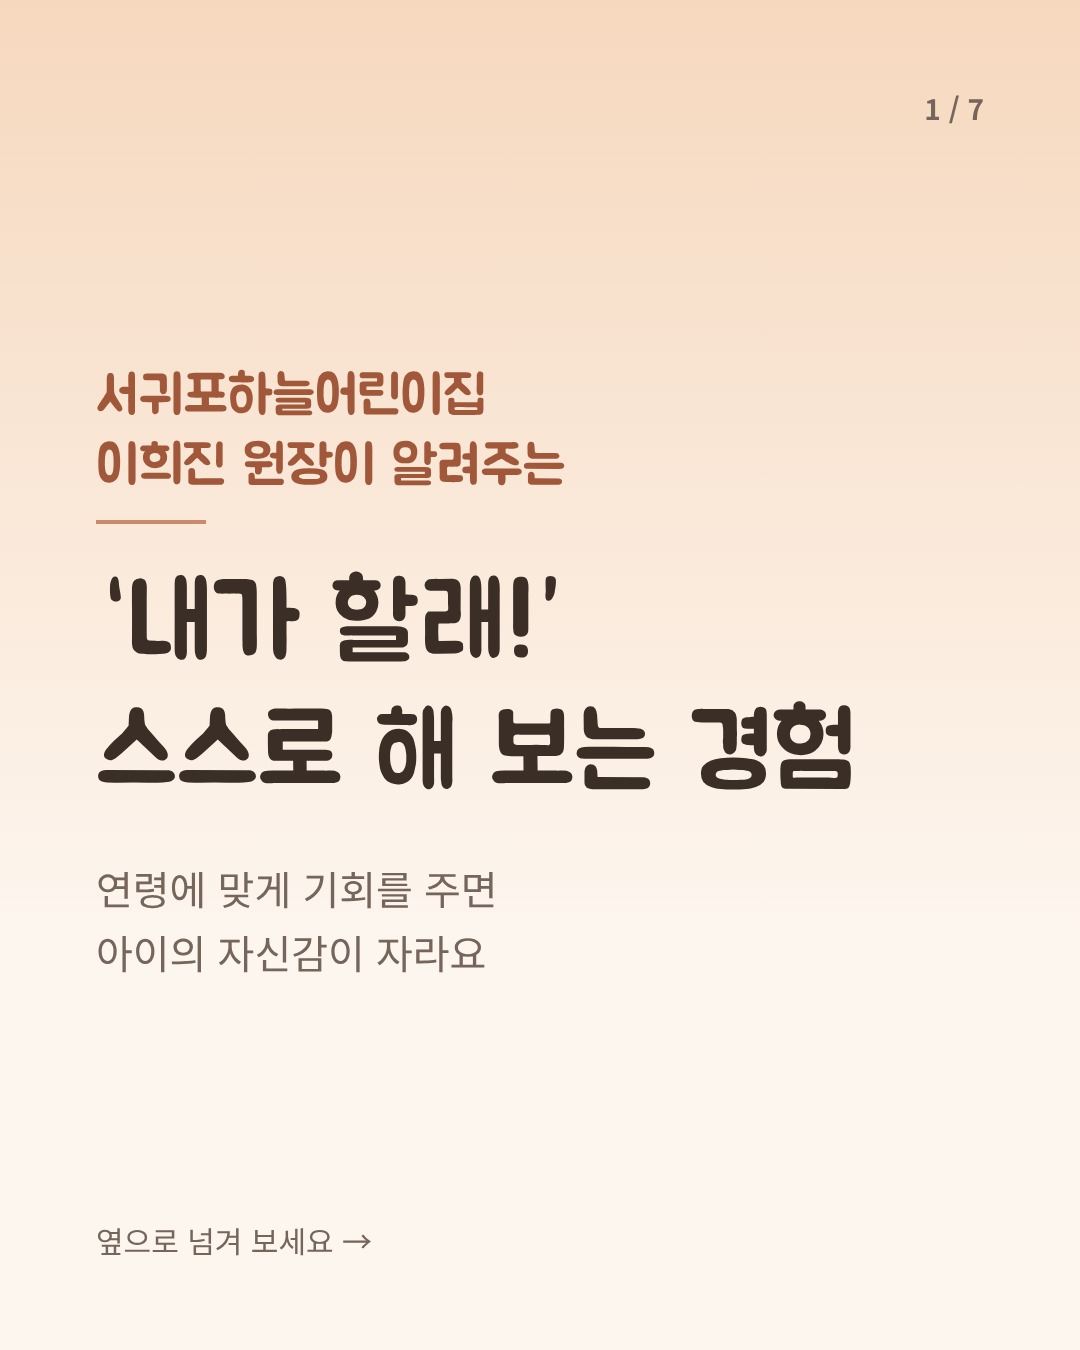 1 / 7
서귀포하늘어린이집
이희진 원장이 알려주는
‘내가 할래!’
스스로 해 보는 경험
연령에 맞게 기회를 주면
아이의 자신감이 자라요
옆으로 넘겨 보세요 →